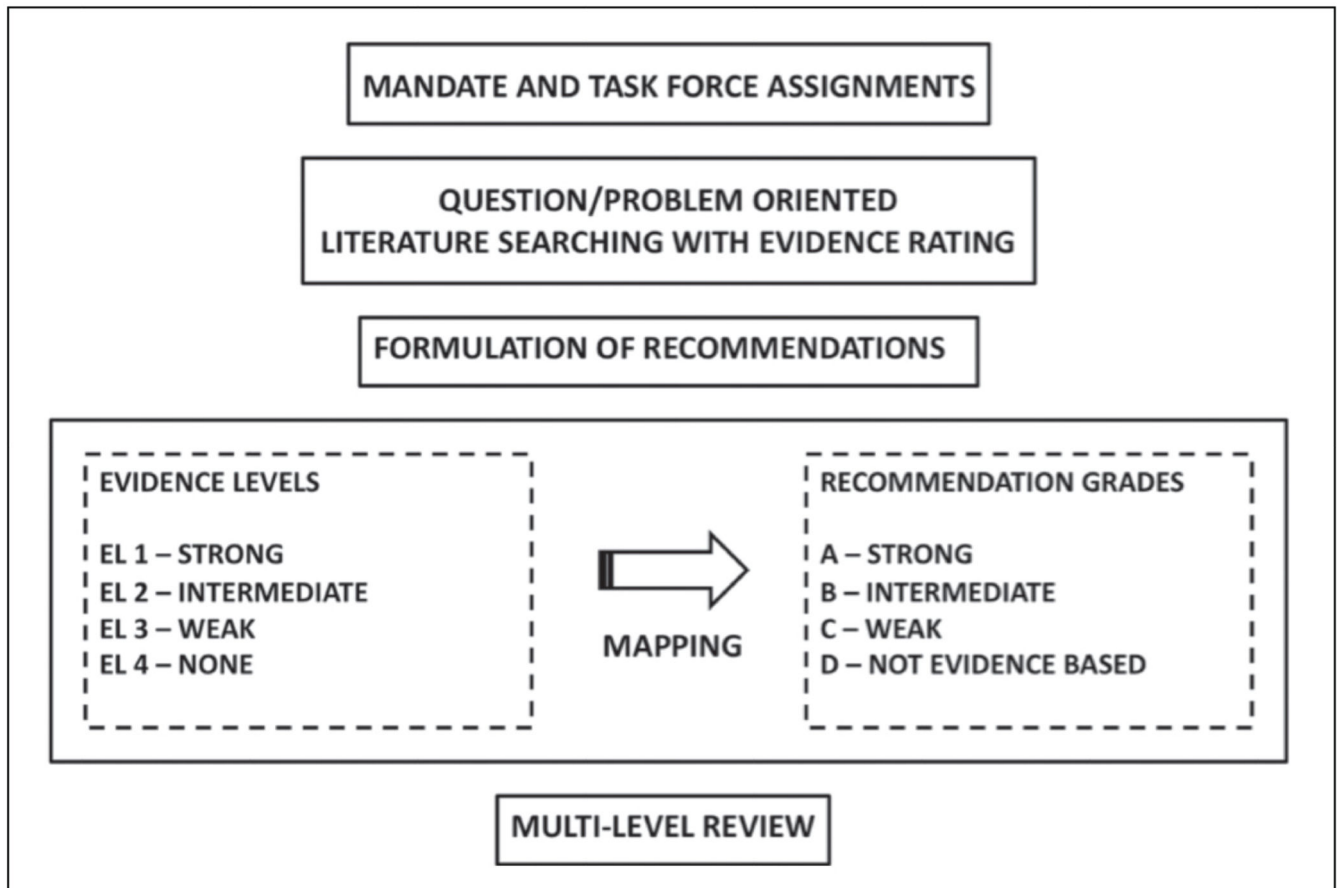 MANDATE AND TASK FORCE ASSIGNMENTS
QUESTION/PROBLEM ORIENTED
LITERATURE SEARCHING WITH EVIDENCE RATING
FORMULATION OF RECOMMENDATIONS
EVIDENCE LEVELS
EL 1 – STRONG
EL 2 – INTERMEDIATE
EL 3 – WEAK
EL 4 – NONE
MAPPING
RECOMMENDATION GRADES
A – STRONG
B – INTERMEDIATE
C – WEAK
D – NOT EVIDENCE BASED
MULTI-LEVEL REVIEW